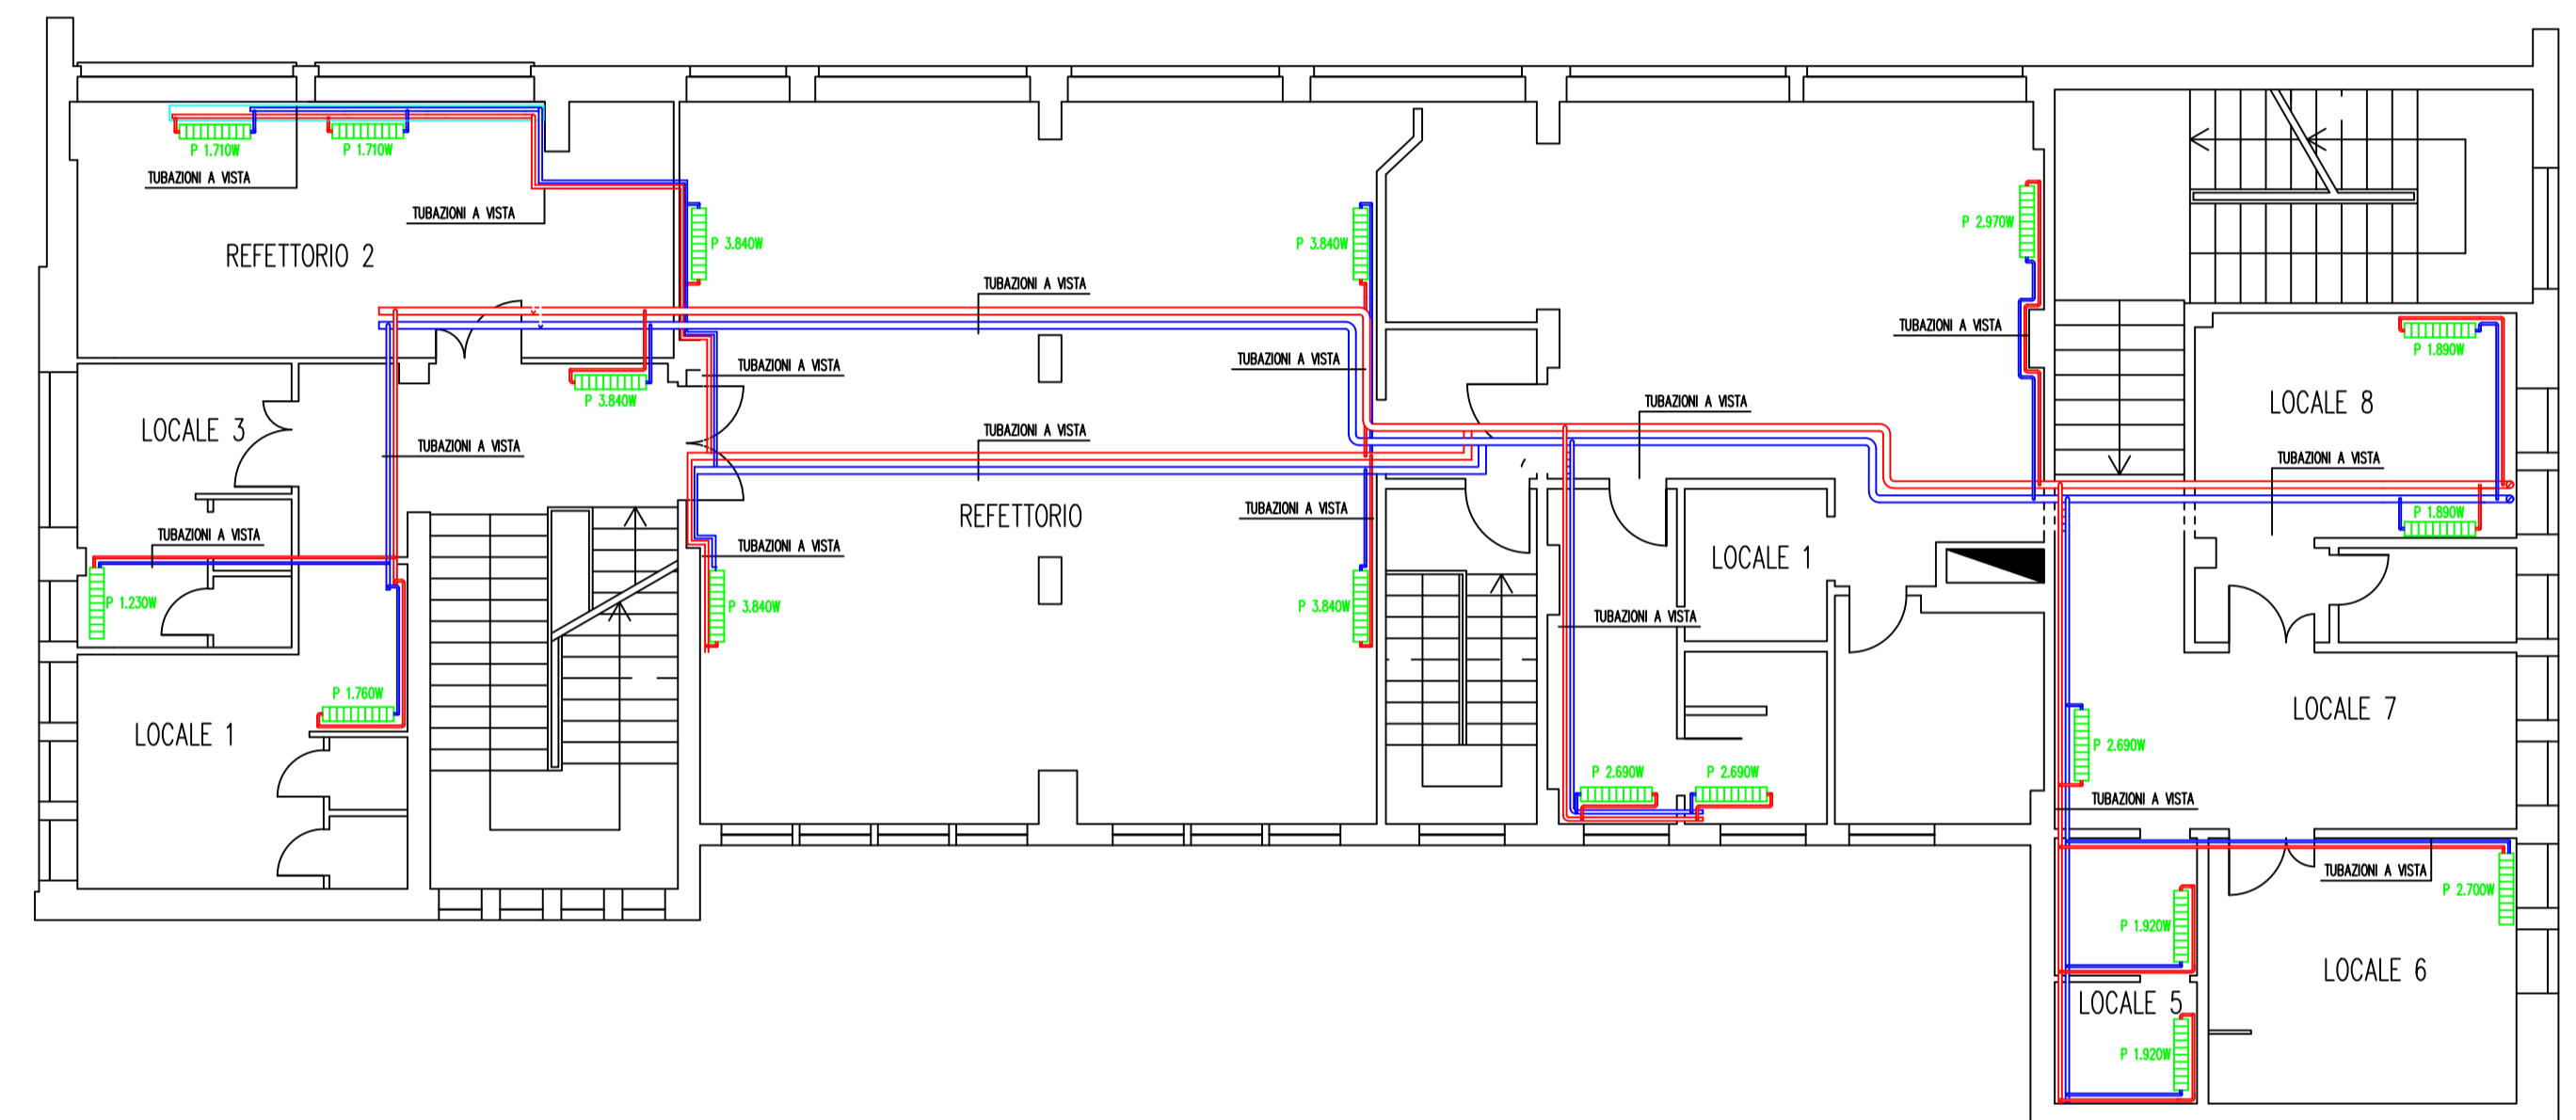 P 1.710W
P 1.710W
TUBAZIONI A VISTA
TUBAZIONI A VISTA
P 2.970W
P 3.840W
P 3.840W
REFETTORIO 2
TUBAZIONI A VISTA
TUBAZIONI A VISTA
P 1.890W
TUBAZIONI A VISTA
TUBAZIONI A VISTA
P 3.840W
TUBAZIONI A VISTA
LOCALE 8
LOCALE 3
TUBAZIONI A VISTA
TUBAZIONI A VISTA
TUBAZIONI A VISTA
TUBAZIONI A VISTA
REFETTORIO
P 1.890W
TUBAZIONI A VISTA
TUBAZIONI A VISTA
TUBAZIONI A VISTA
LOCALE 1
P 1.230W
P 3.840W
P 3.840W
TUBAZIONI A VISTA
P 1.760W
LOCALE 7
LOCALE 1
P 2.690W
P 2.690W
P 2.690W
TUBAZIONI A VISTA
TUBAZIONI A VISTA
P 2.700W
P 1.920W
LOCALE 6
LOCALE 5
P 1.920W